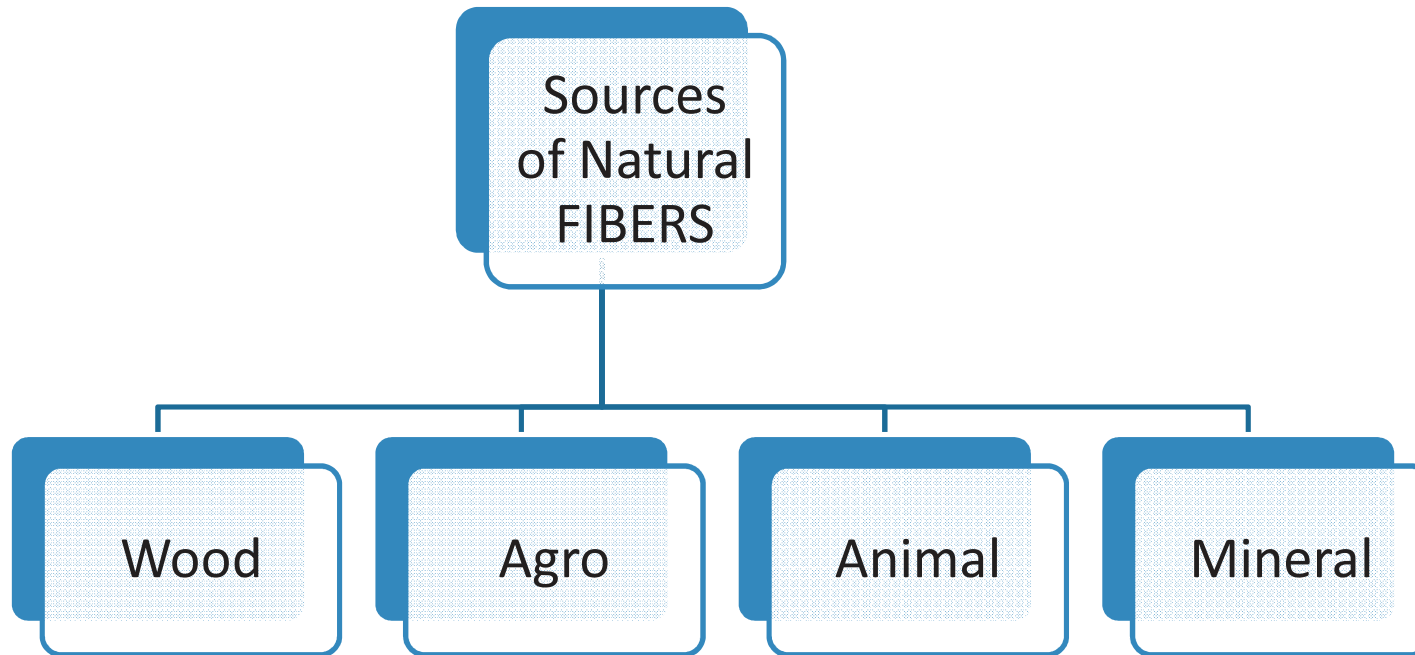 Sources
of Natural
FIBERS
Wood
Agro
Animal
Mineral